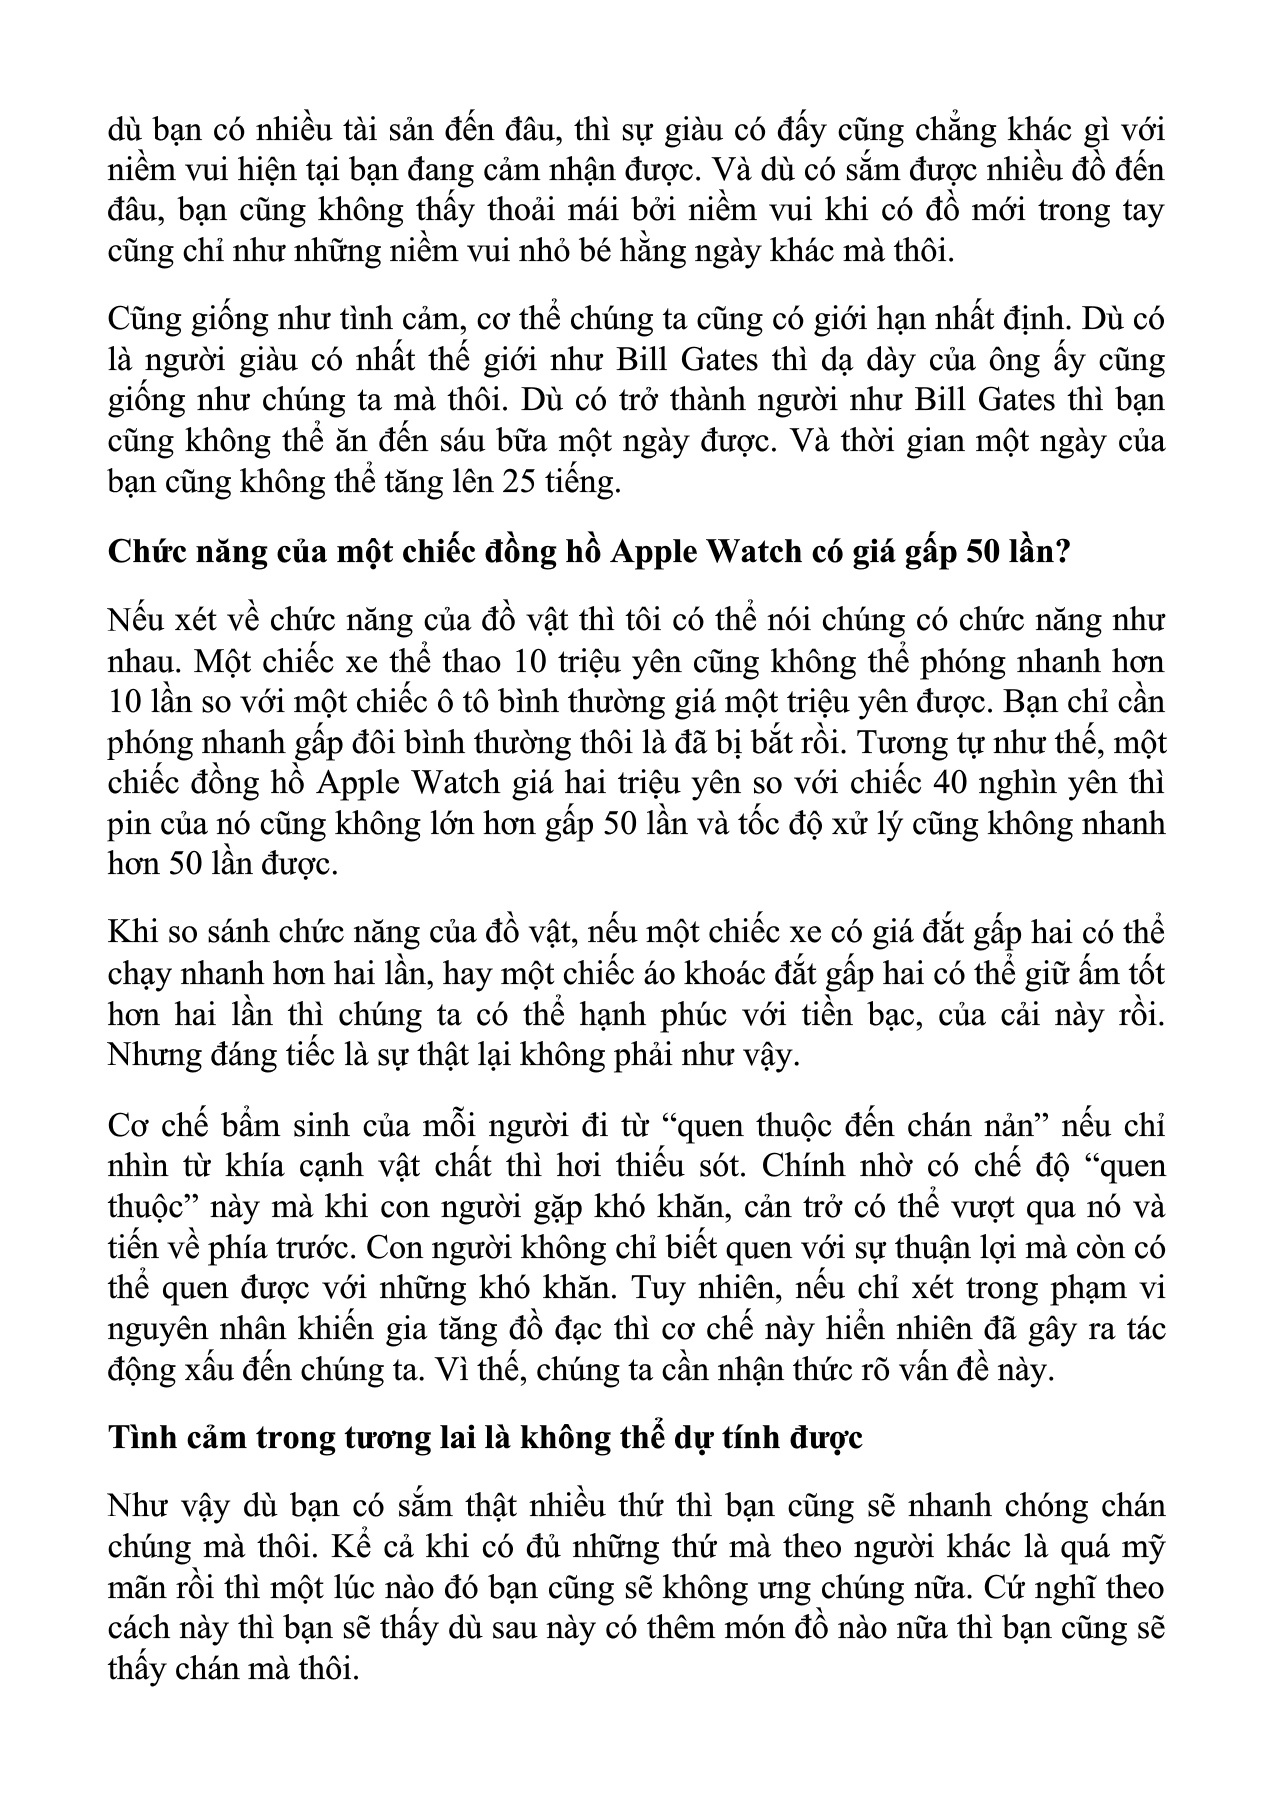 dù bạn có nhiều tài sản đến đâu, thì sự giàu có đấy cũng chẳng khác gì với
niềm vui hiện tại bạn đang cảm nhận được. Và dù có sắm được nhiều đồ đến
đâu, bạn cũng không thấy thoải mái bởi niềm vui khi có đồ mới trong tay
cũng chỉ như những niềm vui nhỏ bé hằng ngày khác mà thôi.
Cũng giống như tình cảm, cơ thể chúng ta cũng có giới hạn nhất định. Dù có
là người giàu có nhất thế giới như Bill Gates thì dạ dày của ông ấy cũng
giống như chúng ta mà thôi. Dù có trở thành người như Bill Gates thì bạn
cũng không thể ăn đến sáu bữa một ngày được. Và thời gian một ngày của
bạn cũng không thể tăng lên 25 tiếng.
Chức năng của một chiếc đồng hồ Apple Watch có giá gấp 50 lần?
Nếu xét về chức năng của đồ vật thì tôi có thể nói chúng có chức năng như
nhau. Một chiếc xe thể thao 10 triệu yên cũng không thể phóng nhanh hơn
10 lần so với một chiếc ô tô bình thường giá một triệu yên được. Bạn chỉ cần
phóng nhanh gấp đôi bình thường thôi là đã bị bắt rồi. Tương tự như thế, một
chiếc đồng hồ Apple Watch giá hai triệu yên so với chiếc 40 nghìn yên thì
pin của nó cũng không lớn hơn gấp 50 lần và tốc độ xử lý cũng không nhanh
hơn 50 lần được.
Khi so sánh chức năng của đồ vật, nếu một chiếc xe có giá đắt gấp hai có thể
chạy nhanh hơn hai lần, hay một chiếc áo khoác đắt gấp hai có thể giữ ấm tốt
hơn hai lần thì chúng ta có thể hạnh phúc với tiền bạc, của cải này rồi.
Nhưng đáng tiếc là sự thật lại không phải như vậy.
Cơ chế bẩm sinh của mỗi người đi từ “quen thuộc đến chán nản” nếu chỉ
nhìn từ khía cạnh vật chất thì hơi thiếu sót. Chính nhờ có chế độ “quen
thuộc” này mà khi con người gặp khó khăn, cản trở có thể vượt qua nó và
tiến về phía trước. Con người không chỉ biết quen với sự thuận lợi mà còn có
thể quen được với những khó khăn. Tuy nhiên, nếu chỉ xét trong phạm vi
nguyên nhân khiến gia tăng đồ đạc thì cơ chế này hiển nhiên đã gây ra tác
động xấu đến chúng ta. Vì thế, chúng ta cần nhận thức rõ vấn đề này.
Tình cảm trong tương lai là không thể dự tính được
Như vậy dù bạn có sắm thật nhiều thứ thì bạn cũng sẽ nhanh chóng chán
chúng mà thôi. Kể cả khi có đủ những thứ mà theo người khác là quá mỹ
mãn rồi thì một lúc nào đó bạn cũng sẽ không ưng chúng nữa. Cứ nghĩ theo
cách này thì bạn sẽ thấy dù sau này có thêm món đồ nào nữa thì bạn cũng sẽ
thấy chán mà thôi.